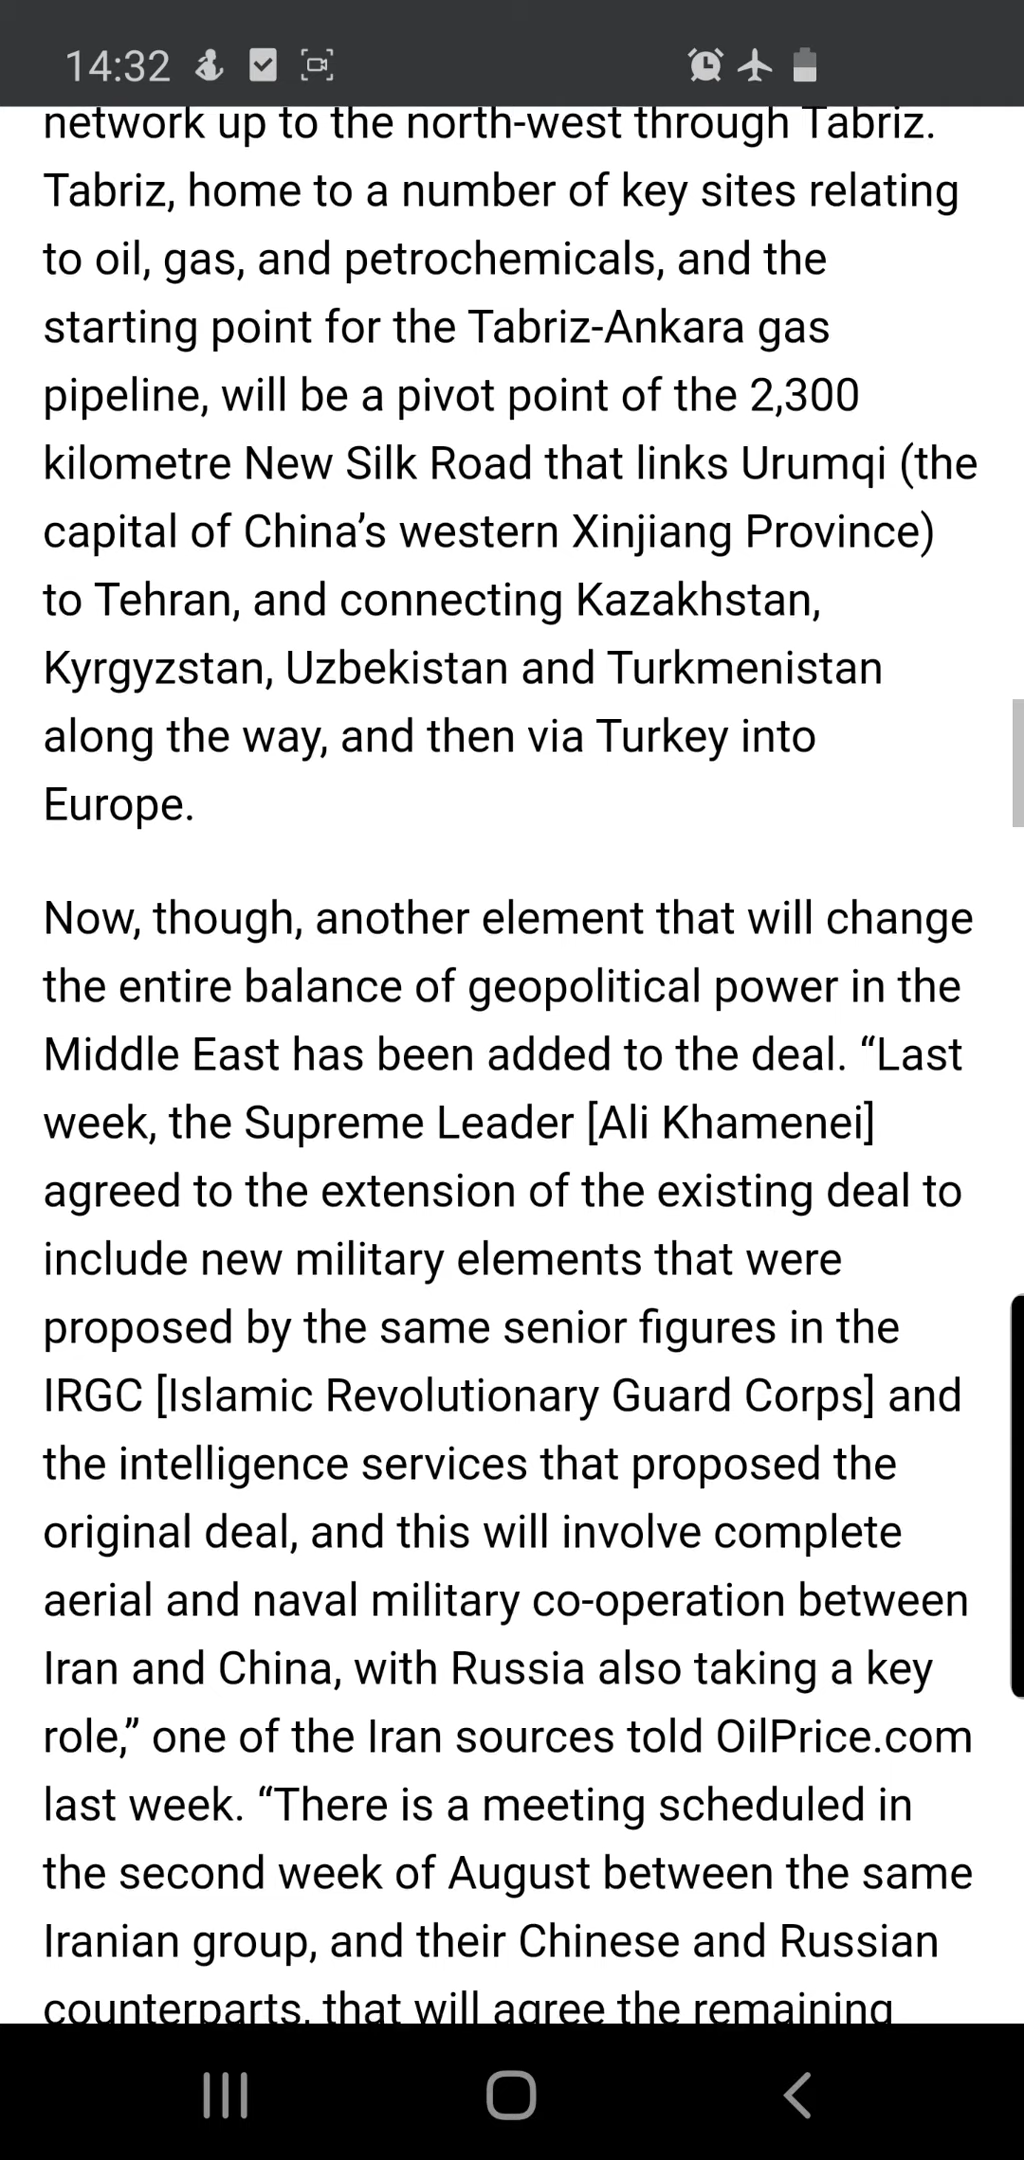 14:32
network up to the north-west through Tabriz.
Tabriz, home to a number of key sites relating
to oil, gas, and petrochemicals, and the
starting point for the Tabriz-Ankara gas
pipeline, will be a pivot point of the 2,300
kilometre New Silk Road that links Urumqi (the
capital of China’s western Xinjiang Province)
to Tehran, and connecting Kazakhstan,
Kyrgyzstan, Uzbekistan and Turkmenistan
along the way, and then via Turkey into
Europe.
Now, though, another element that will change
the entire balance of geopolitical power in the
Middle East has been added to the deal. “Last
week, the Supreme Leader [Ali Khamenei]
agreed to the extension of the existing deal to
include new military elements that were
proposed by the same senior figures in the
IRGC [Islamic Revolutionary Guard Corps] and
the intelligence services that proposed the
original deal, and this will involve complete
aerial and naval military co-operation between
Iran and China, with Russia also taking a key
role,” one of the Iran sources told OilPrice.com
last week. “There is a meeting scheduled in
the second week of August between the same
Iranian group, and their Chinese and Russian
counterparts, that will agree the remaining